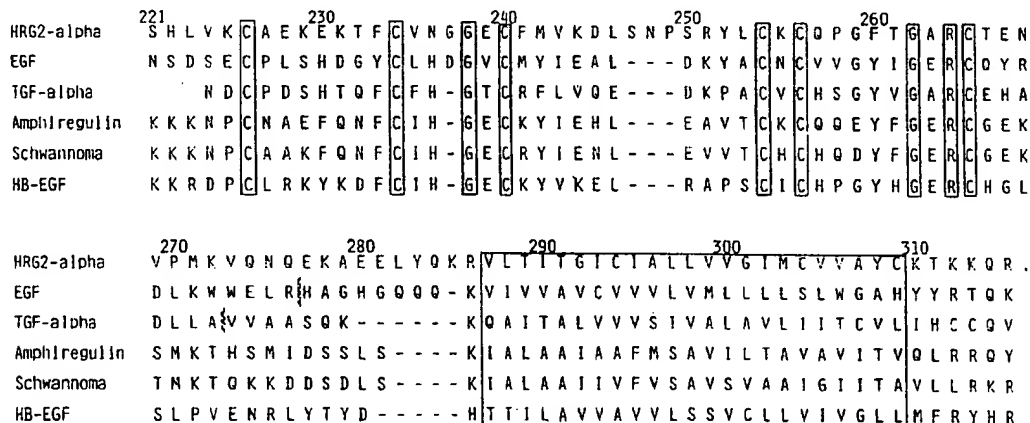 221 230 240 250 260
HRG2-alpha S H L V K C A E K E K T F C V N G G E C F M V K D L S N P S R Y L C K C Q P G F T G A R C T E N
EGF N S D S E C P L S H D G Y C L H D G V C M Y I E A L - - - D K Y A C N C V V G Y I G E R C Q Y R
TGF-alpha N D C P D S H T Q F C F H - G T C R F L V Q E - - - D K P A C V C H S G Y V G A R C E H A
Amphiregulin K K K N P C N A E F Q N F C I H - G E C K Y I E H L - - - E A V T C K C Q Q E Y F G E R C G E K
Schwannoma K K K N P C A A K F Q N F C I H - G E C R Y I E N L - - - E V V T C H C H Q D Y F G E R C G E K
HB-EGF K K R D P C L R K Y K D F C I H - G E C K Y V K E L - - - R A P S C I C H P G Y H G E R C H G L
270 280 290 300 310
HRG2-alpha V P M K V Q N Q E K A E E L Y Q K R V L T I T G I C I A L L V V G I M C V V A Y C K T K K Q R .
EGF D L K W W E L R H A G H G Q Q Q - K V I V V A V C V V V L V M L L L L S L W G A H Y Y R T Q K
TGF-alpha D L L A V V A A S Q K - - - - - K Q A I T A L V V V S I V A L A V L I I T C V L I H C C Q V
Amphiregulin S M K T H S M I D S S L S - - - - K I A L A A I A A F M S A V I L T A V A V I T V Q L R R Q Y
Schwannoma T N K T Q K K D D S D L S - - - - K I A L A A I I V F V S A V S V A A I G I I T A V L L R K R
HB-EGF S L P V E N R L Y T Y D - - - - - H T T I L A V V A V V L S S V C L L V I V G L L M F R Y H R